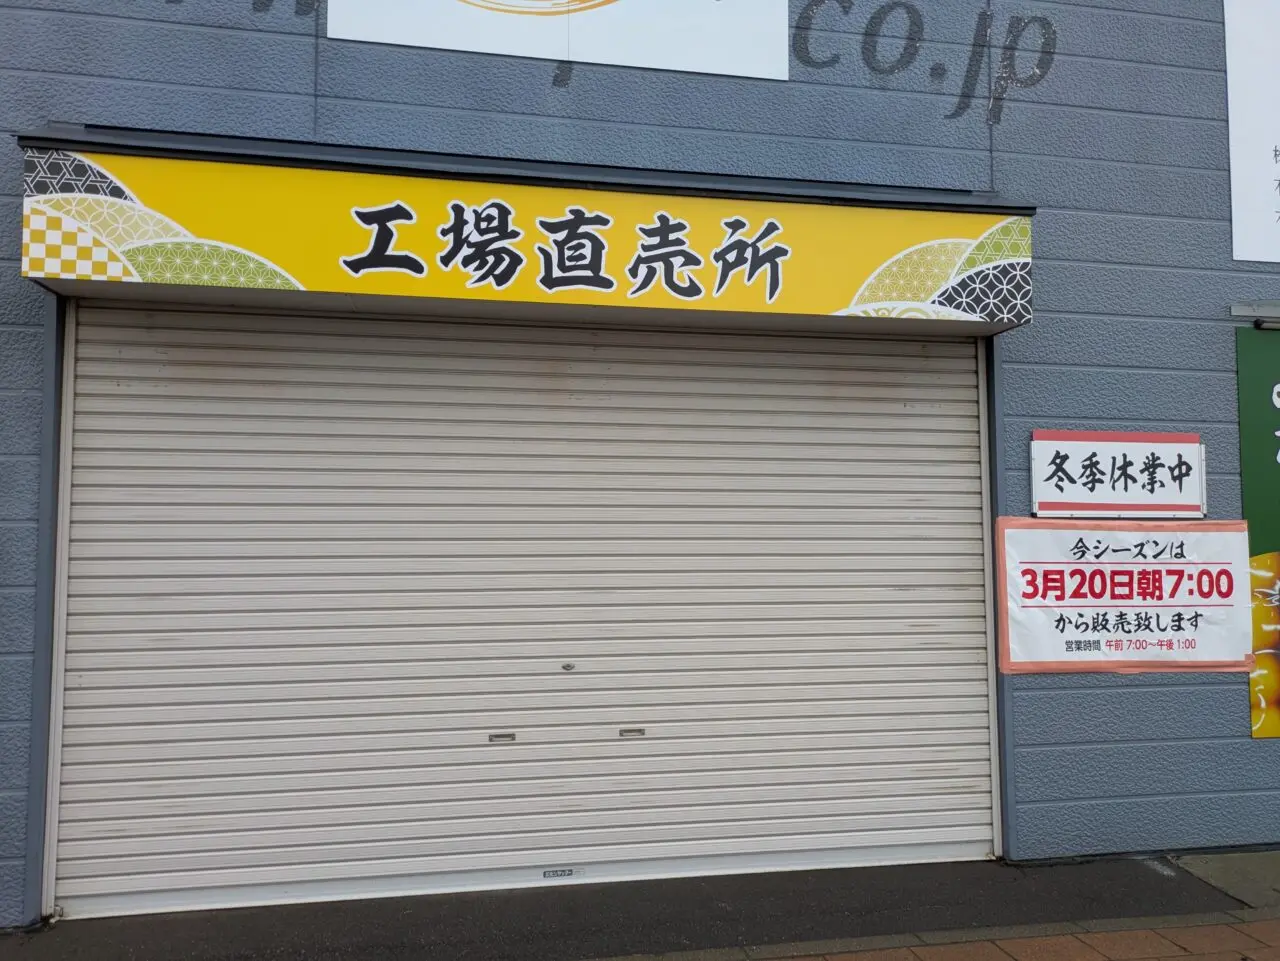 co.jp
工場直売所
冬季休業中
今シーズンは
3月20日朝7:00
から販売致します
営業時間 午前 7:00～午後 1:00